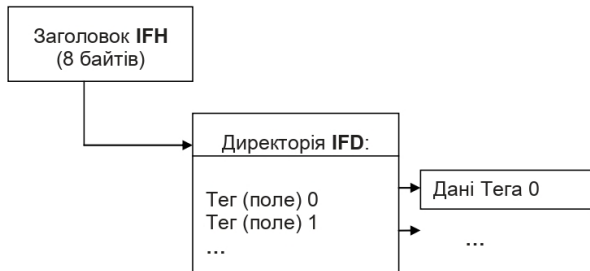 Заголовок IFH
(8 байтів)
Директорія IFD:
Тег (поле) 0
Дані Тега 0
Тег (поле) 1
...
...